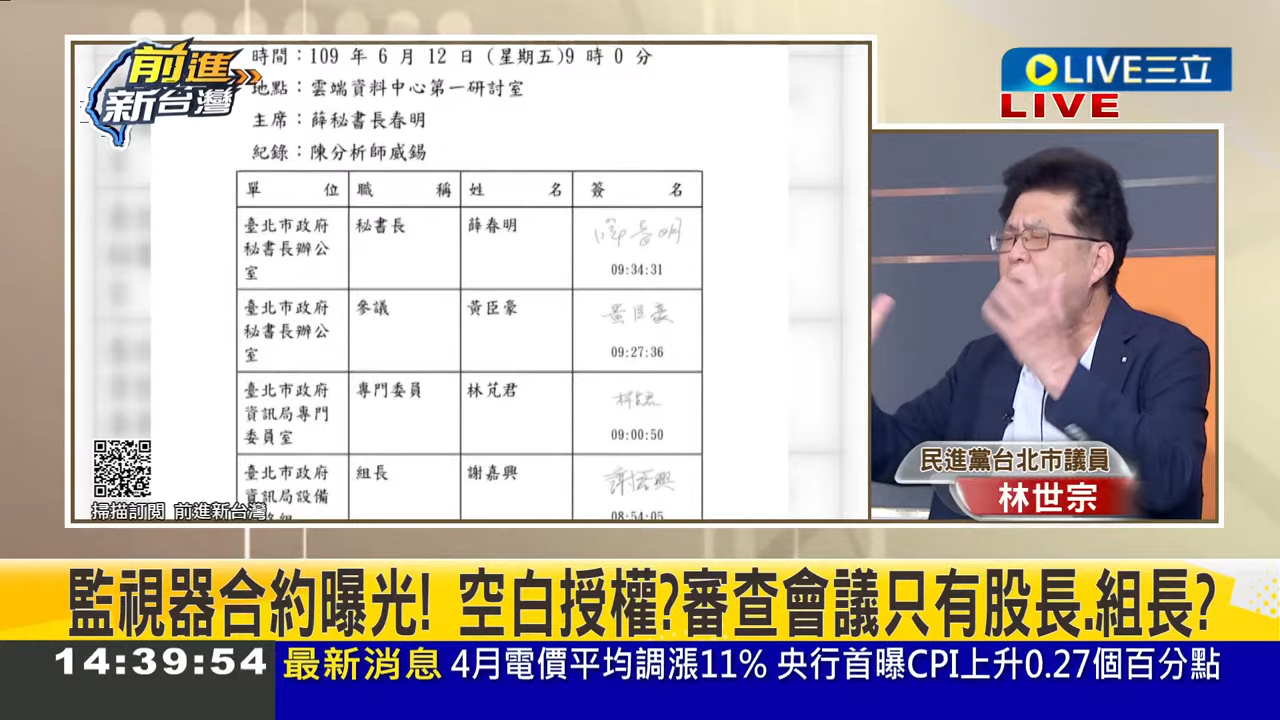 前進
新台灣
時間：109 年 6 月 12 日 (星期五)9 時 0 分
地點：雲端資料中心第一研討室
主席：薛秘書長春明
紀錄：陳分析師威錫
單 位 職 稱 姓 名 簽 名
臺北市政府秘書長辦公室 秘書長 薛春明 薛春明 09:34:31
臺北市政府秘書長辦公室 參議 黃臣豪 黃臣豪 09:27:36
臺北市政府資訊局專門委員室 專門委員 林芃君 09:00:50
臺北市政府資訊局設備 組長 謝嘉興 謝嘉興 08:54:05
掃描訂閱 前進新台灣
LIVE三立
LIVE
民進黨台北市議員
林世宗
監視器合約曝光! 空白授權?審查會議只有股長.組長?
14:39:54 最新消息 4月電價平均調漲11% 央行首曝CPI上升0.27個百分點